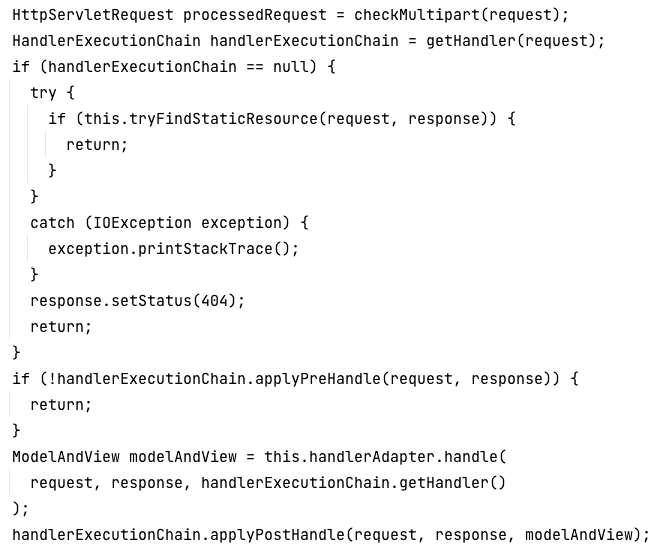 HttpServletRequest processedRequest = checkMultipart(request);
HandlerExecutionChain handlerExecutionChain = getHandler(request);
if (handlerExecutionChain == null) {
  try {
    if (this.tryFindStaticResource(request, response)) {
      return;
    }
  }
  catch (IOException exception) {
    exception.printStackTrace();
  }
  response.setStatus(404);
  return;
}
if (!handlerExecutionChain.applyPreHandle(request, response)) {
  return;
}
ModelAndView modelAndView = this.handlerAdapter.handle(
  request, response, handlerExecutionChain.getHandler()
);
handlerExecutionChain.applyPostHandle(request, response, modelAndView);